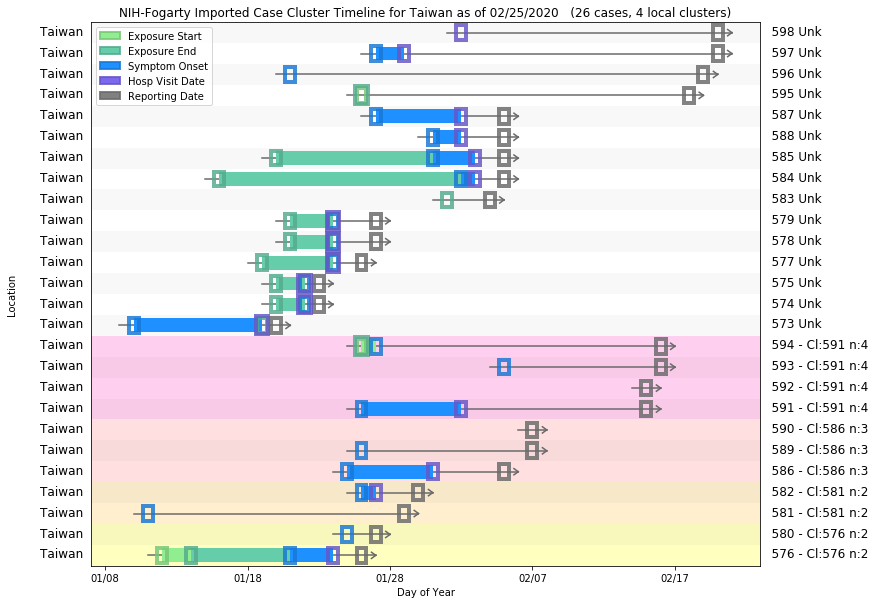 NIH-Fogarty Imported Case Cluster Timeline for Taiwan as of 02/25/2020   (26 cases, 4 local clusters)
Exposure Start
Exposure End
Symptom Onset
Hosp Visit Date
Reporting Date
Location
Taiwan 598 Unk
Taiwan 597 Unk
Taiwan 596 Unk
Taiwan 595 Unk
Taiwan 587 Unk
Taiwan 588 Unk
Taiwan 585 Unk
Taiwan 584 Unk
Taiwan 583 Unk
Taiwan 579 Unk
Taiwan 578 Unk
Taiwan 577 Unk
Taiwan 575 Unk
Taiwan 574 Unk
Taiwan 573 Unk
Taiwan 594 - Cl:591 n:4
Taiwan 593 - Cl:591 n:4
Taiwan 592 - Cl:591 n:4
Taiwan 591 - Cl:591 n:4
Taiwan 590 - Cl:586 n:3
Taiwan 589 - Cl:586 n:3
Taiwan 586 - Cl:586 n:3
Taiwan 582 - Cl:581 n:2
Taiwan 581 - Cl:581 n:2
Taiwan 580 - Cl:576 n:2
Taiwan 576 - Cl:576 n:2
01/08 01/18 01/28 02/07 02/17
Day of Year